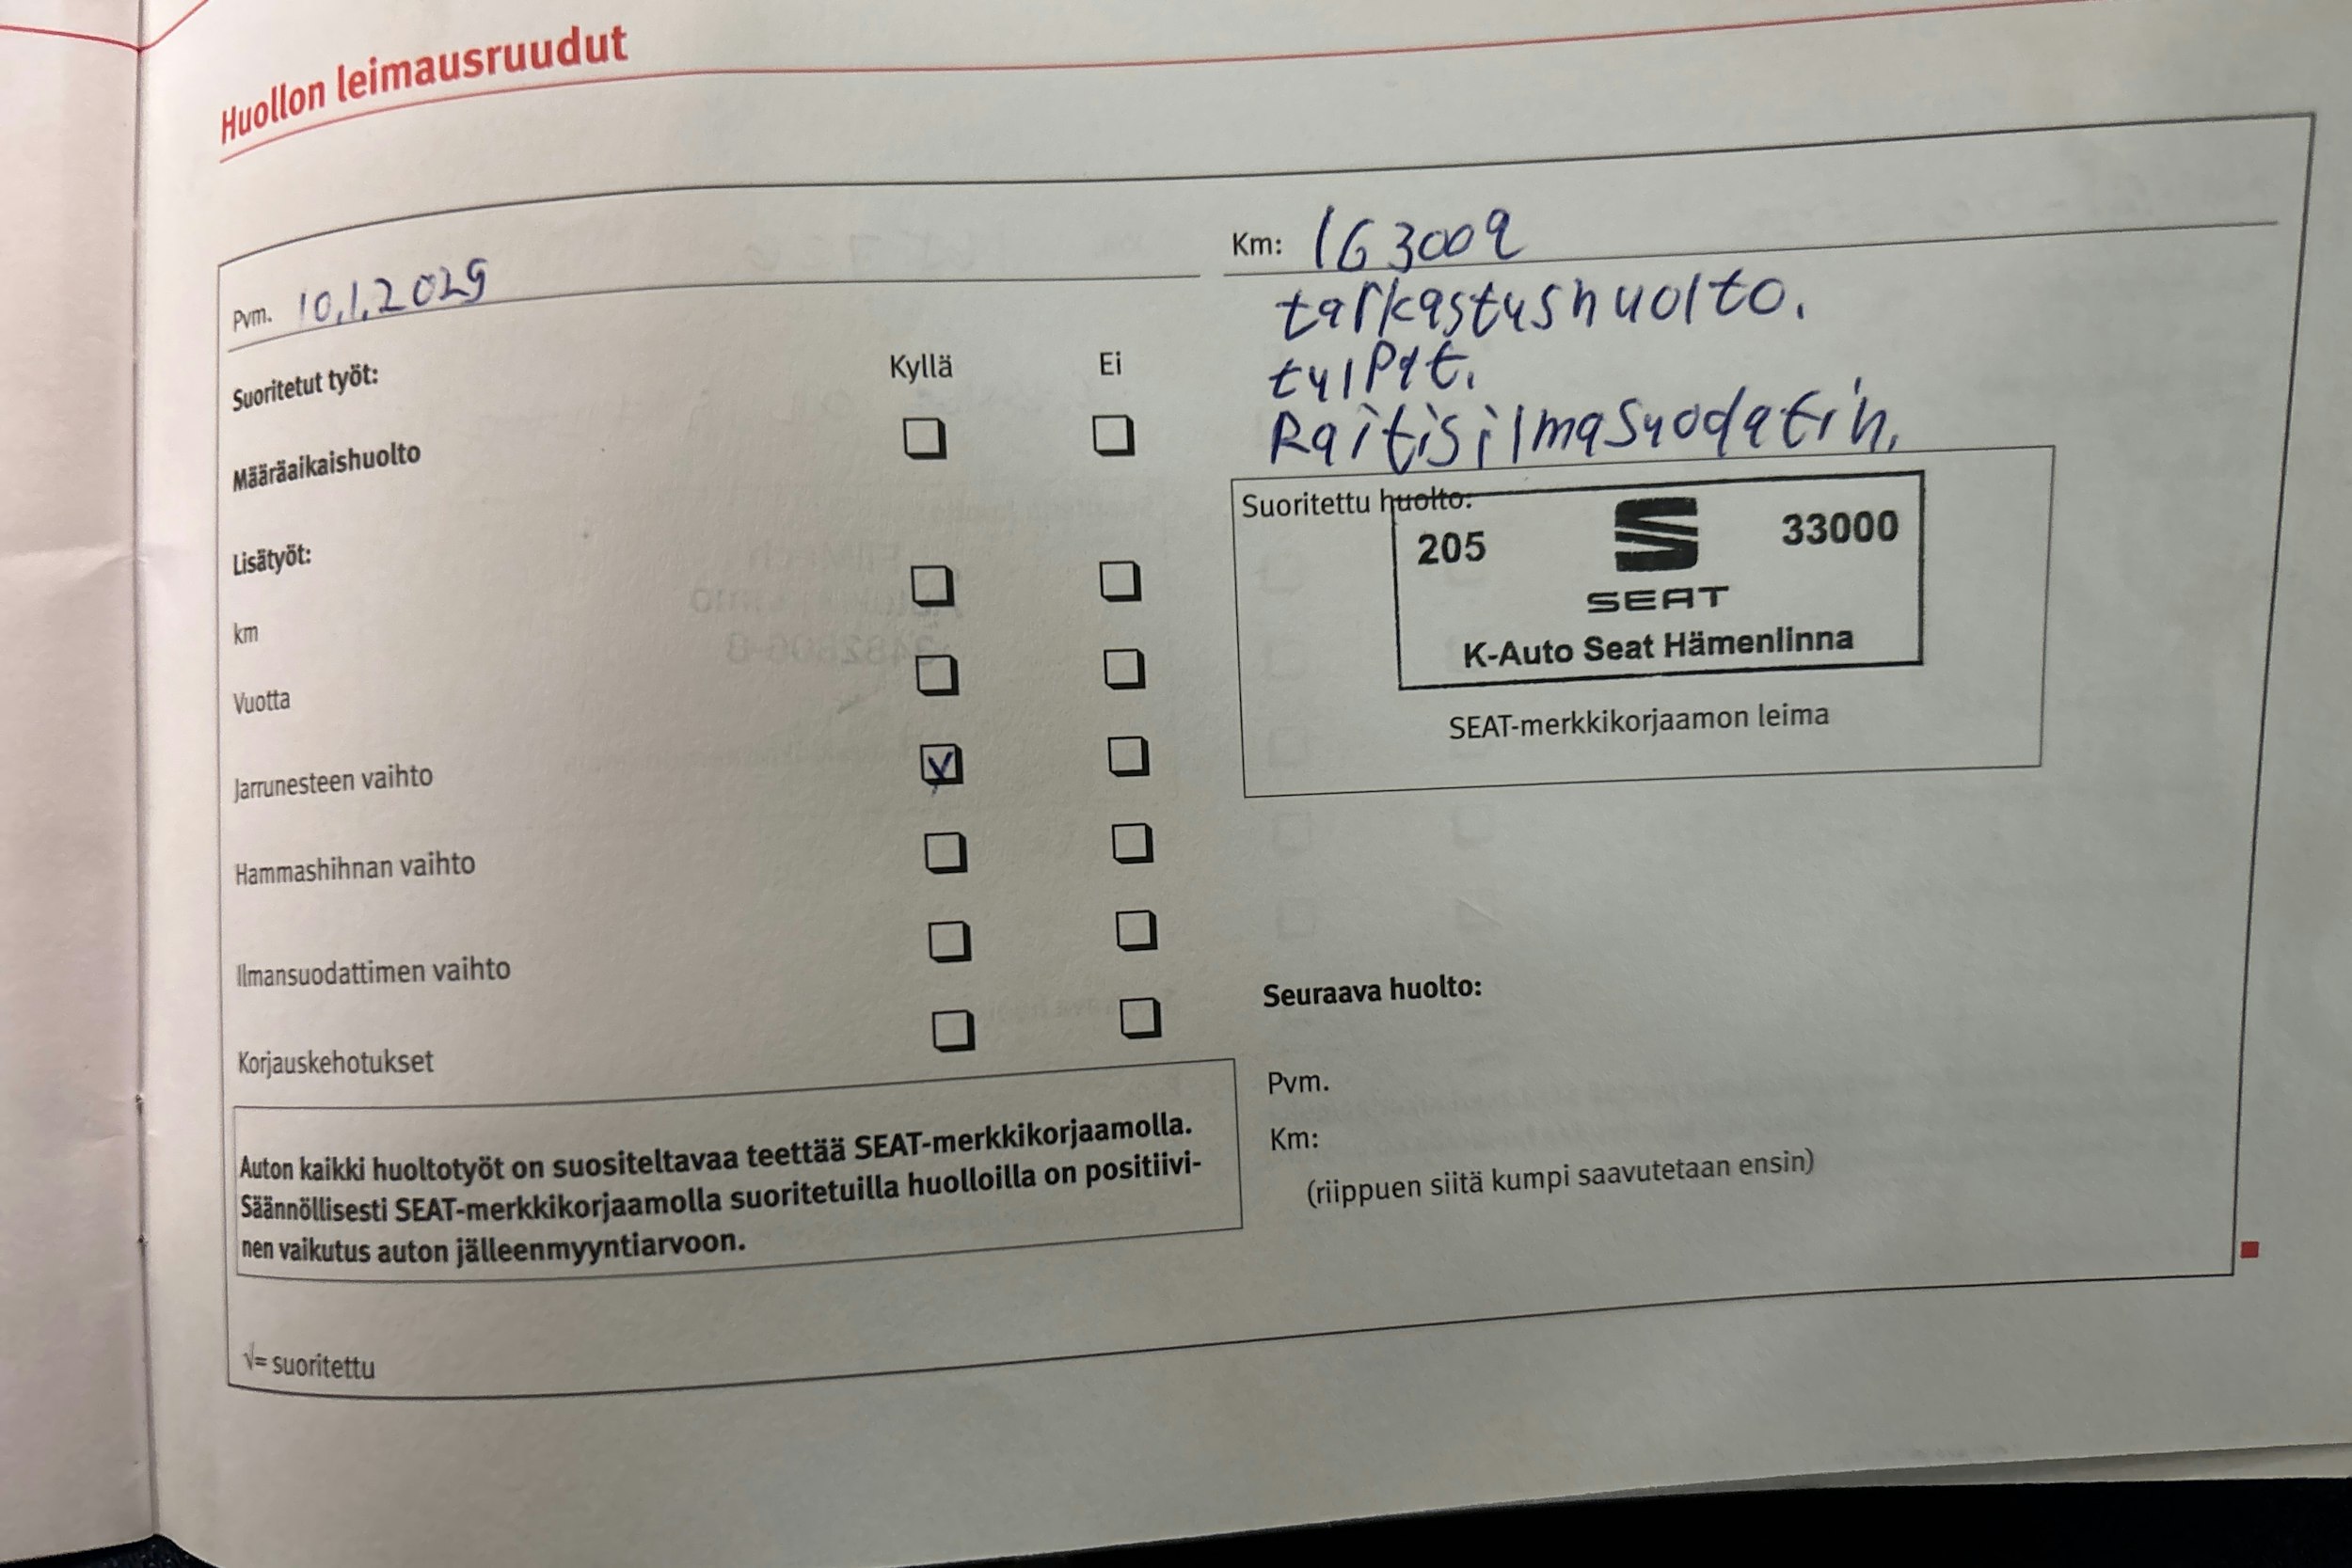 Huollon leimausruudut
Pvm. 10.1.2025
Km: 163009
tarkastushuolto.
tulpat.
Raitisilmasuodatin.
Suoritetut työt:
Kyllä
Ei
Määräaikaishuolto
Lisätyöt:
km
Vuotta
Jarrunesteen vaihto
Hammashihnan vaihto
Ilmansuodattimen vaihto
Korjauskehotukset
Auton kaikki huoltotyöt on suositeltavaa teettää SEAT-merkkikorjaamolla.
Säännöllisesti SEAT-merkkikorjaamolla suoritetuilla huolloilla on positiivi-
nen vaikutus auton jälleenmyyntiarvoon.
√= suoritettu
Suoritettu huolto:
205
33000
SEAT
K-Auto Seat Hämenlinna
SEAT-merkkikorjaamon leima
Seuraava huolto:
Pvm.
Km:
(riippuen siitä kumpi saavutetaan ensin)